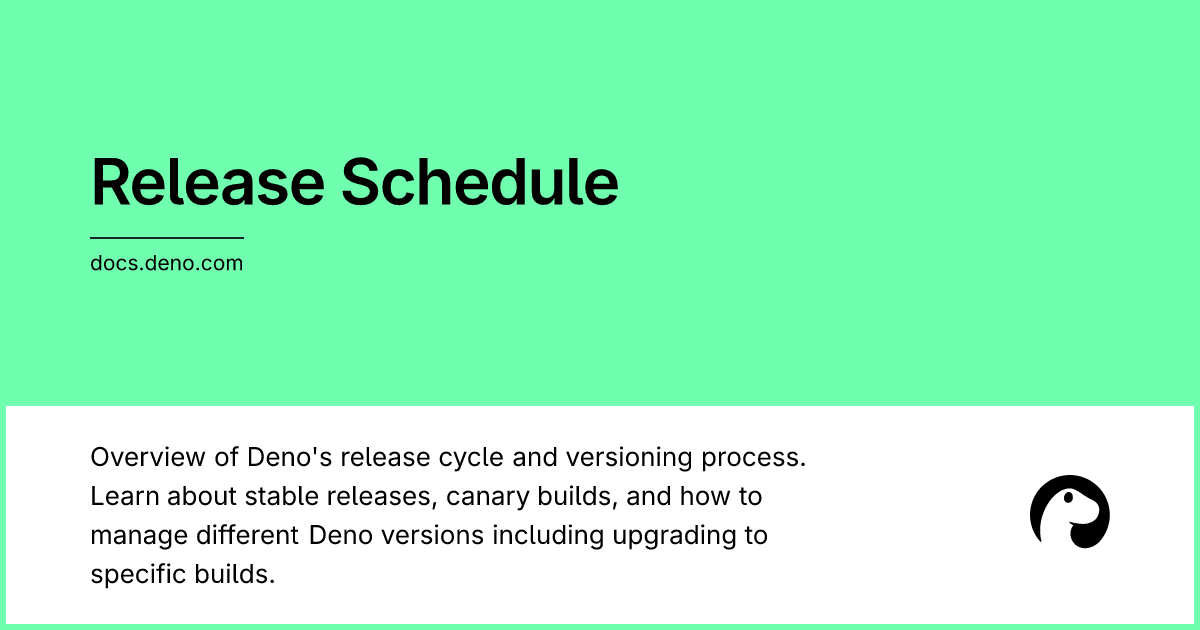 Release Schedule
docs.deno.com
Overview of Deno's release cycle and versioning process.
Learn about stable releases, canary builds, and how to
manage different Deno versions including upgrading to
specific builds.